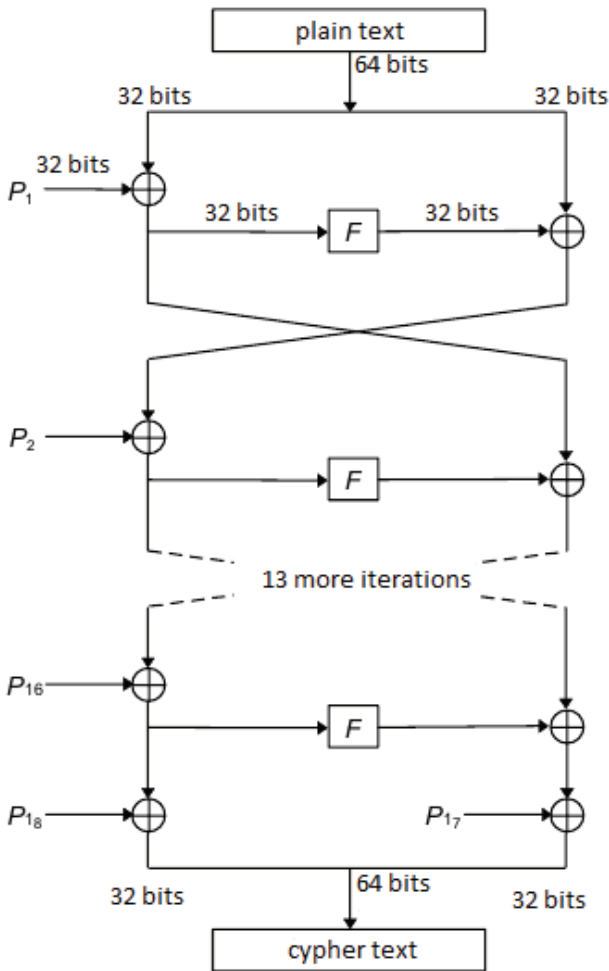 plain text
64 bits
32 bits
32 bits
32 bits
P1
32 bits
F
32 bits
P2
F
13 more iterations
P16
F
P18
P17
32 bits
64 bits
32 bits
cypher text